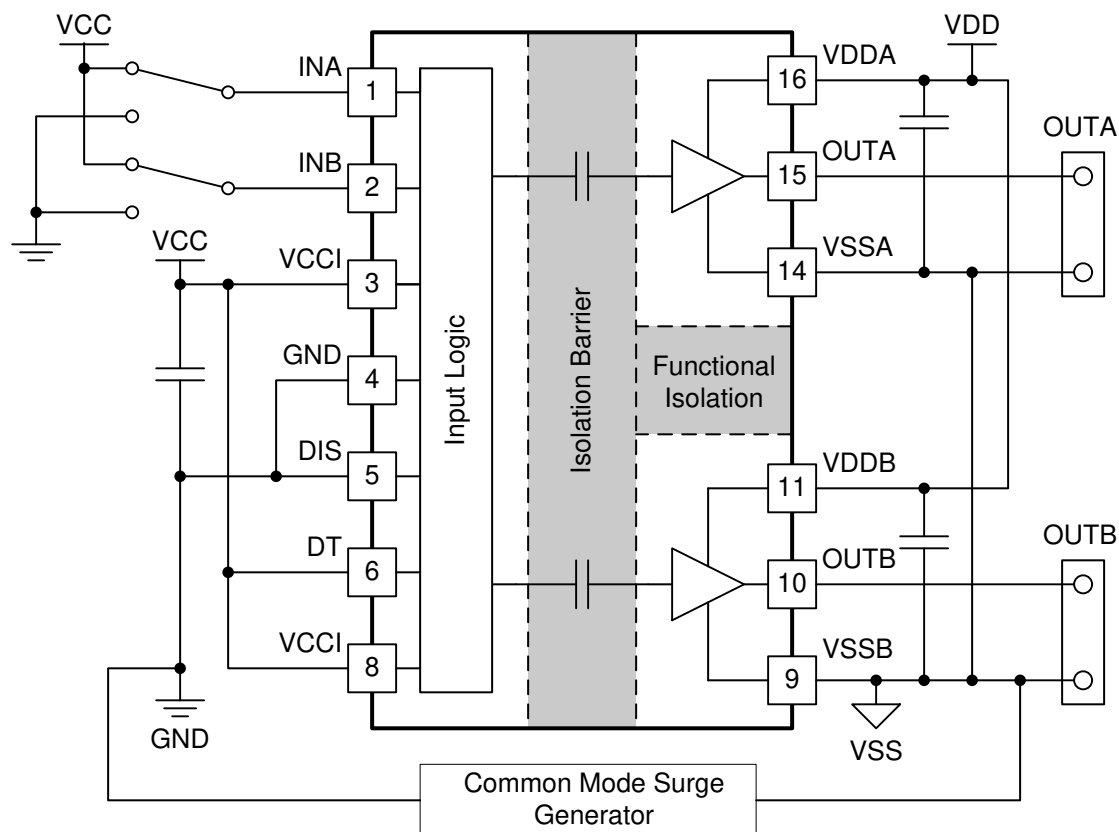 VCC
VDD
INA
1
16
VDDA
OUTA
OUTA
15
INB
2
VCC
VCCI
3
VSSA
14
GND
4
Input Logic
Isolation Barrier
Functional
Isolation
DIS
5
VDDB
11
DT
6
OUTB
10
OUTB
VCCI
8
VSSB
9
GND
VSS
Common Mode Surge
Generator